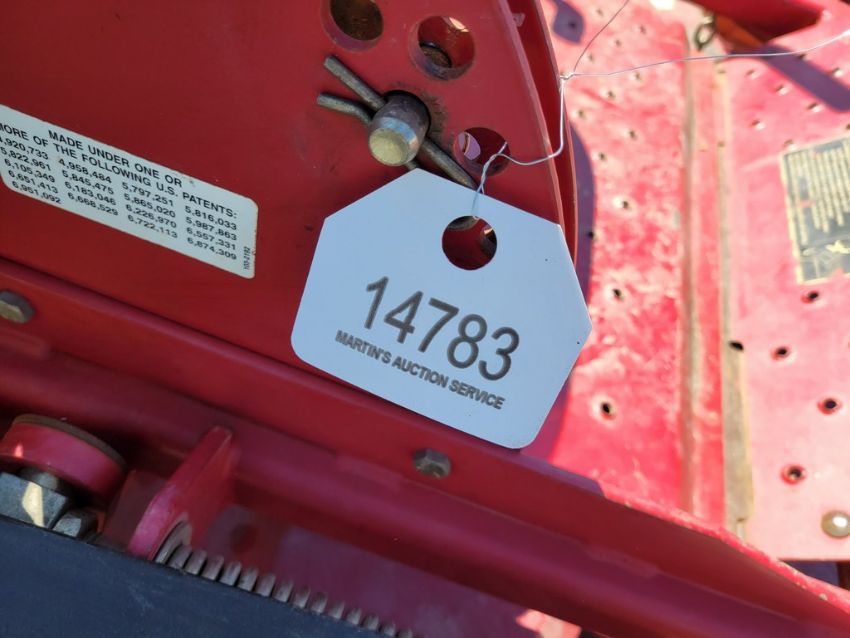 MADE UNDER ONE OR
MORE OF THE FOLLOWING U.S. PATENTS:
4,920,733 4,958,484 5,797,251 5,816,033
5,822,961 5,845,475 5,865,020 5,987,863
6,105,349 6,183,046 6,226,970 6,557,331
6,651,413 6,668,529 6,722,113 6,874,309
6,951,092
103-2182
14783
MARTIN'S AUCTION SERVICE